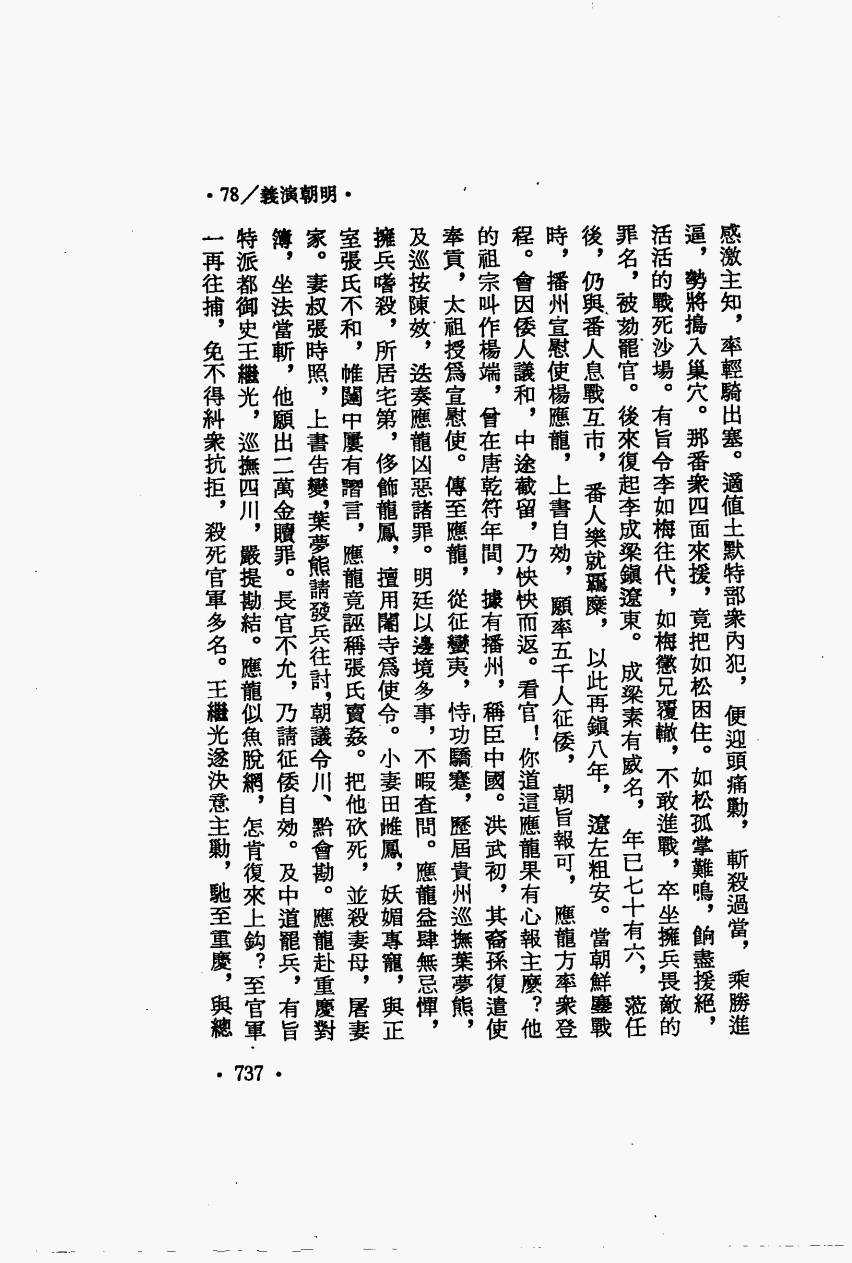 •78/義演朝明•
感激主知，率輕騎出塞。適值土默特部衆內犯，便迎頭痛勦，斬殺過當，乘勝進
逼，勢將搗入巢穴。那番衆四面來援，竟把如松困住。如松孤掌難鳴，餉盡援絕，
活活的戰死沙場。有旨令李如梅往代，如梅懲兄覆轍，不敢進戰，卒坐擁兵畏敵的
罪名，被劾罷官。後來復起李成梁鎭遼東。成梁素有威名，年已七十有六，蒞任
後，仍與番人息戰互市，番人樂就羈縻，以此再鎭八年，遼左粗安。當朝鮮鏖戰
時，播州宣慰使楊應龍，上書自効，願率五千人征倭，朝旨報可，應龍方率衆登
程。會因倭人議和，中途截留，乃怏怏而返。看官！你道這應龍果有心報主麼？他
的祖宗叫作楊端，曾在唐乾符年間，據有播州，稱臣中國。洪武初，其裔孫復遣使
奉貢，太祖授爲宣慰使。傳至應龍，從征蠻夷，恃功驕蹇，歷屆貴州巡撫葉夢熊，
及巡按陳效，迭奏應龍凶惡諸罪。明廷以邊境多事，不暇查問。應龍益肆無忌憚，
擁兵嗜殺，所居宅第，侈飾龍鳳，擅用閹寺爲使令。小妻田雌鳳，妖媚專寵，與正
室張氏不和，帷闥中屢有讒言，應龍竟誣稱張氏賣姦。把他砍死，並殺妻母，屠妻
家。妻叔張時照，上書告變，葉夢熊請發兵往討，朝議令川、黔會勘。應龍赴重慶對
簿，坐法當斬，他願出二萬金贖罪。長官不允，乃請征倭自効。及中道罷兵，有旨
特派都御史王繼光，巡撫四川，嚴提勘結。應龍似魚脫網，怎肯復來上鈎？至官軍
一再往捕，免不得糾衆抗拒，殺死官軍多名。王繼光遂決意主勦，馳至重慶，與總
•737•